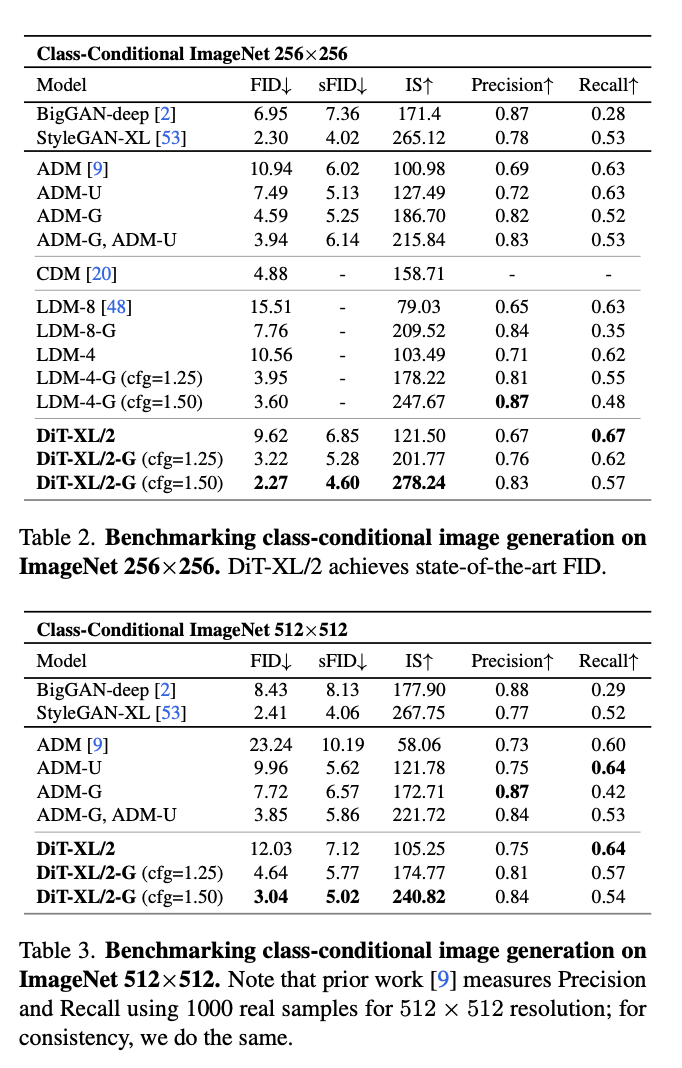 Class-Conditional ImageNet 256×256
Model FID↓ sFID↓ IS↑ Precision↑ Recall↑
BigGAN-deep [2] 6.95 7.36 171.4 0.87 0.28
StyleGAN-XL [53] 2.30 4.02 265.12 0.78 0.53
ADM [9] 10.94 6.02 100.98 0.69 0.63
ADM-U 7.49 5.13 127.49 0.72 0.63
ADM-G 4.59 5.25 186.70 0.82 0.52
ADM-G, ADM-U 3.94 6.14 215.84 0.83 0.53
CDM [20] 4.88 - 158.71 - -
LDM-8 [48] 15.51 - 79.03 0.65 0.63
LDM-8-G 7.76 - 209.52 0.84 0.35
LDM-4 10.56 - 103.49 0.71 0.62
LDM-4-G (cfg=1.25) 3.95 - 178.22 0.81 0.55
LDM-4-G (cfg=1.50) 3.60 - 247.67 0.87 0.48
DiT-XL/2 9.62 6.85 121.50 0.67 0.67
DiT-XL/2-G (cfg=1.25) 3.22 5.28 201.77 0.76 0.62
DiT-XL/2-G (cfg=1.50) 2.27 4.60 278.24 0.83 0.57
Table 2. Benchmarking class-conditional image generation on
ImageNet 256×256. DiT-XL/2 achieves state-of-the-art FID.
Class-Conditional ImageNet 512×512
Model FID↓ sFID↓ IS↑ Precision↑ Recall↑
BigGAN-deep [2] 8.43 8.13 177.90 0.88 0.29
StyleGAN-XL [53] 2.41 4.06 267.75 0.77 0.52
ADM [9] 23.24 10.19 58.06 0.73 0.60
ADM-U 9.96 5.62 121.78 0.75 0.64
ADM-G 7.72 6.57 172.71 0.87 0.42
ADM-G, ADM-U 3.85 5.86 221.72 0.84 0.53
DiT-XL/2 12.03 7.12 105.25 0.75 0.64
DiT-XL/2-G (cfg=1.25) 4.64 5.77 174.77 0.81 0.57
DiT-XL/2-G (cfg=1.50) 3.04 5.02 240.82 0.84 0.54
Table 3. Benchmarking class-conditional image generation on
ImageNet 512×512. Note that prior work [9] measures Precision
and Recall using 1000 real samples for 512 × 512 resolution; for
consistency, we do the same.